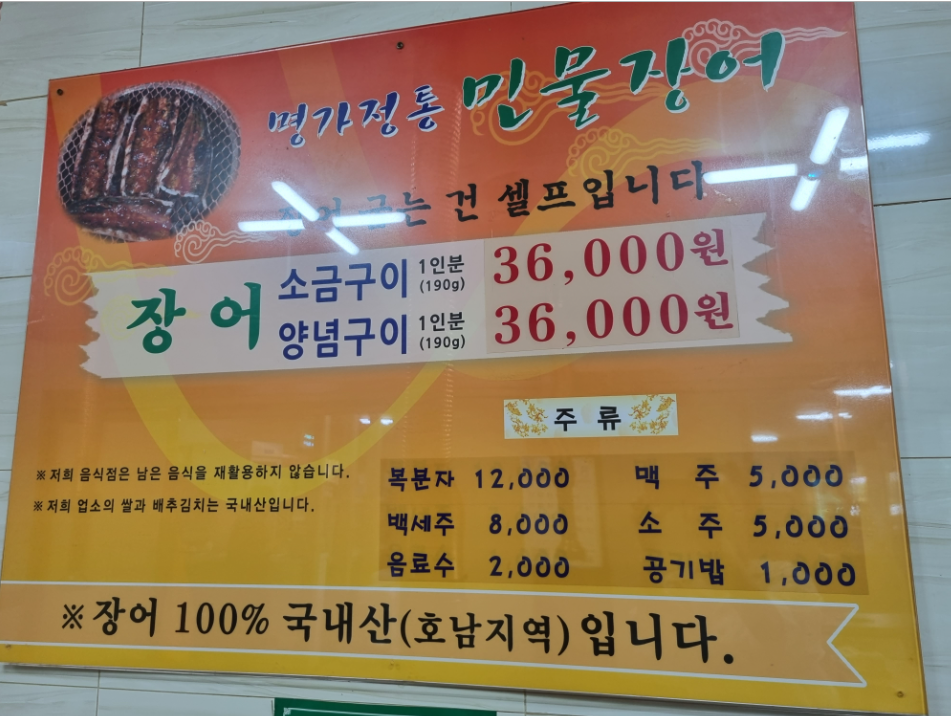 명가정통 민물장어
굽는 건 셀프입니다
장어
소금구이 1인분 (190g) 36,000원
양념구이 1인분 (190g) 36,000원
주 류
※ 저희 음식점은 남은 음식을 재활용하지 않습니다.
※ 저희 업소의 쌀과 배추김치는 국내산입니다.
복분자 12,000 맥 주 5,000
백세주 8,000 소 주 5,000
음료수 2,000 공기밥 1,000
※ 장어 100% 국내산(호남지역)입니다.